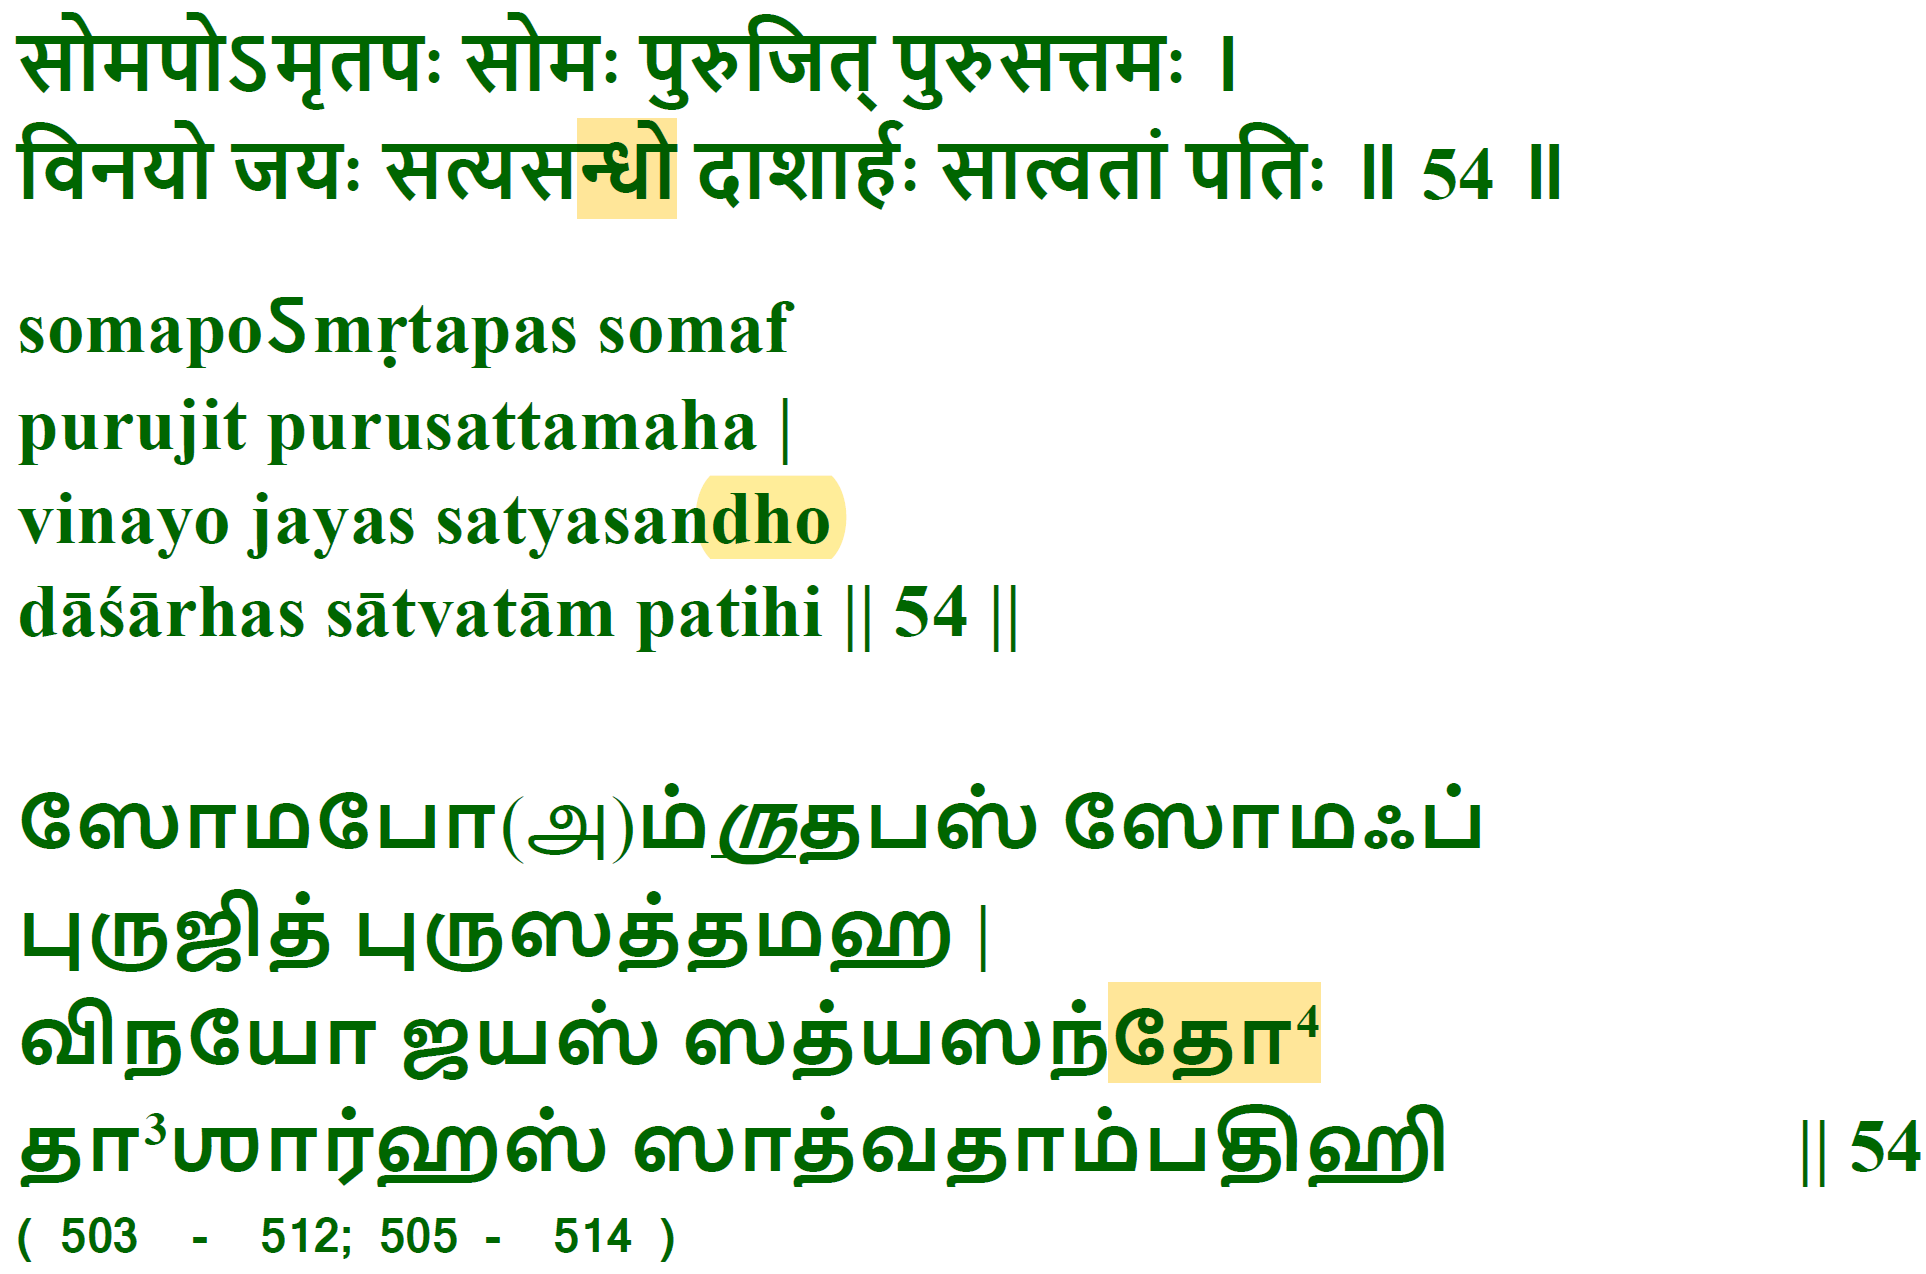 सोमपोऽमृतपः सोमः पुरुजित् पुरुसत्तमः ।
विनयो जयः सत्यसन्धो दाशार्हः सात्वतां पतिः ॥ 54 ॥
somapoऽmṛtapas somaf
purujit purusattamaha |
vinayo jayas satyasandho
dāśārhas sātvatām patihi || 54 ||
ஸோமபோ(அ)ம்ருதபஸ் ஸோமஃப்
புருஜித் புருஸத்தமஹ |
விநயோ ஜயஸ் ஸத்யஸந்தோ⁴
தா³ஶார்ஹஸ் ஸாத்வதாம்பதிஹி || 54
( 503 - 512; 505 - 514 )